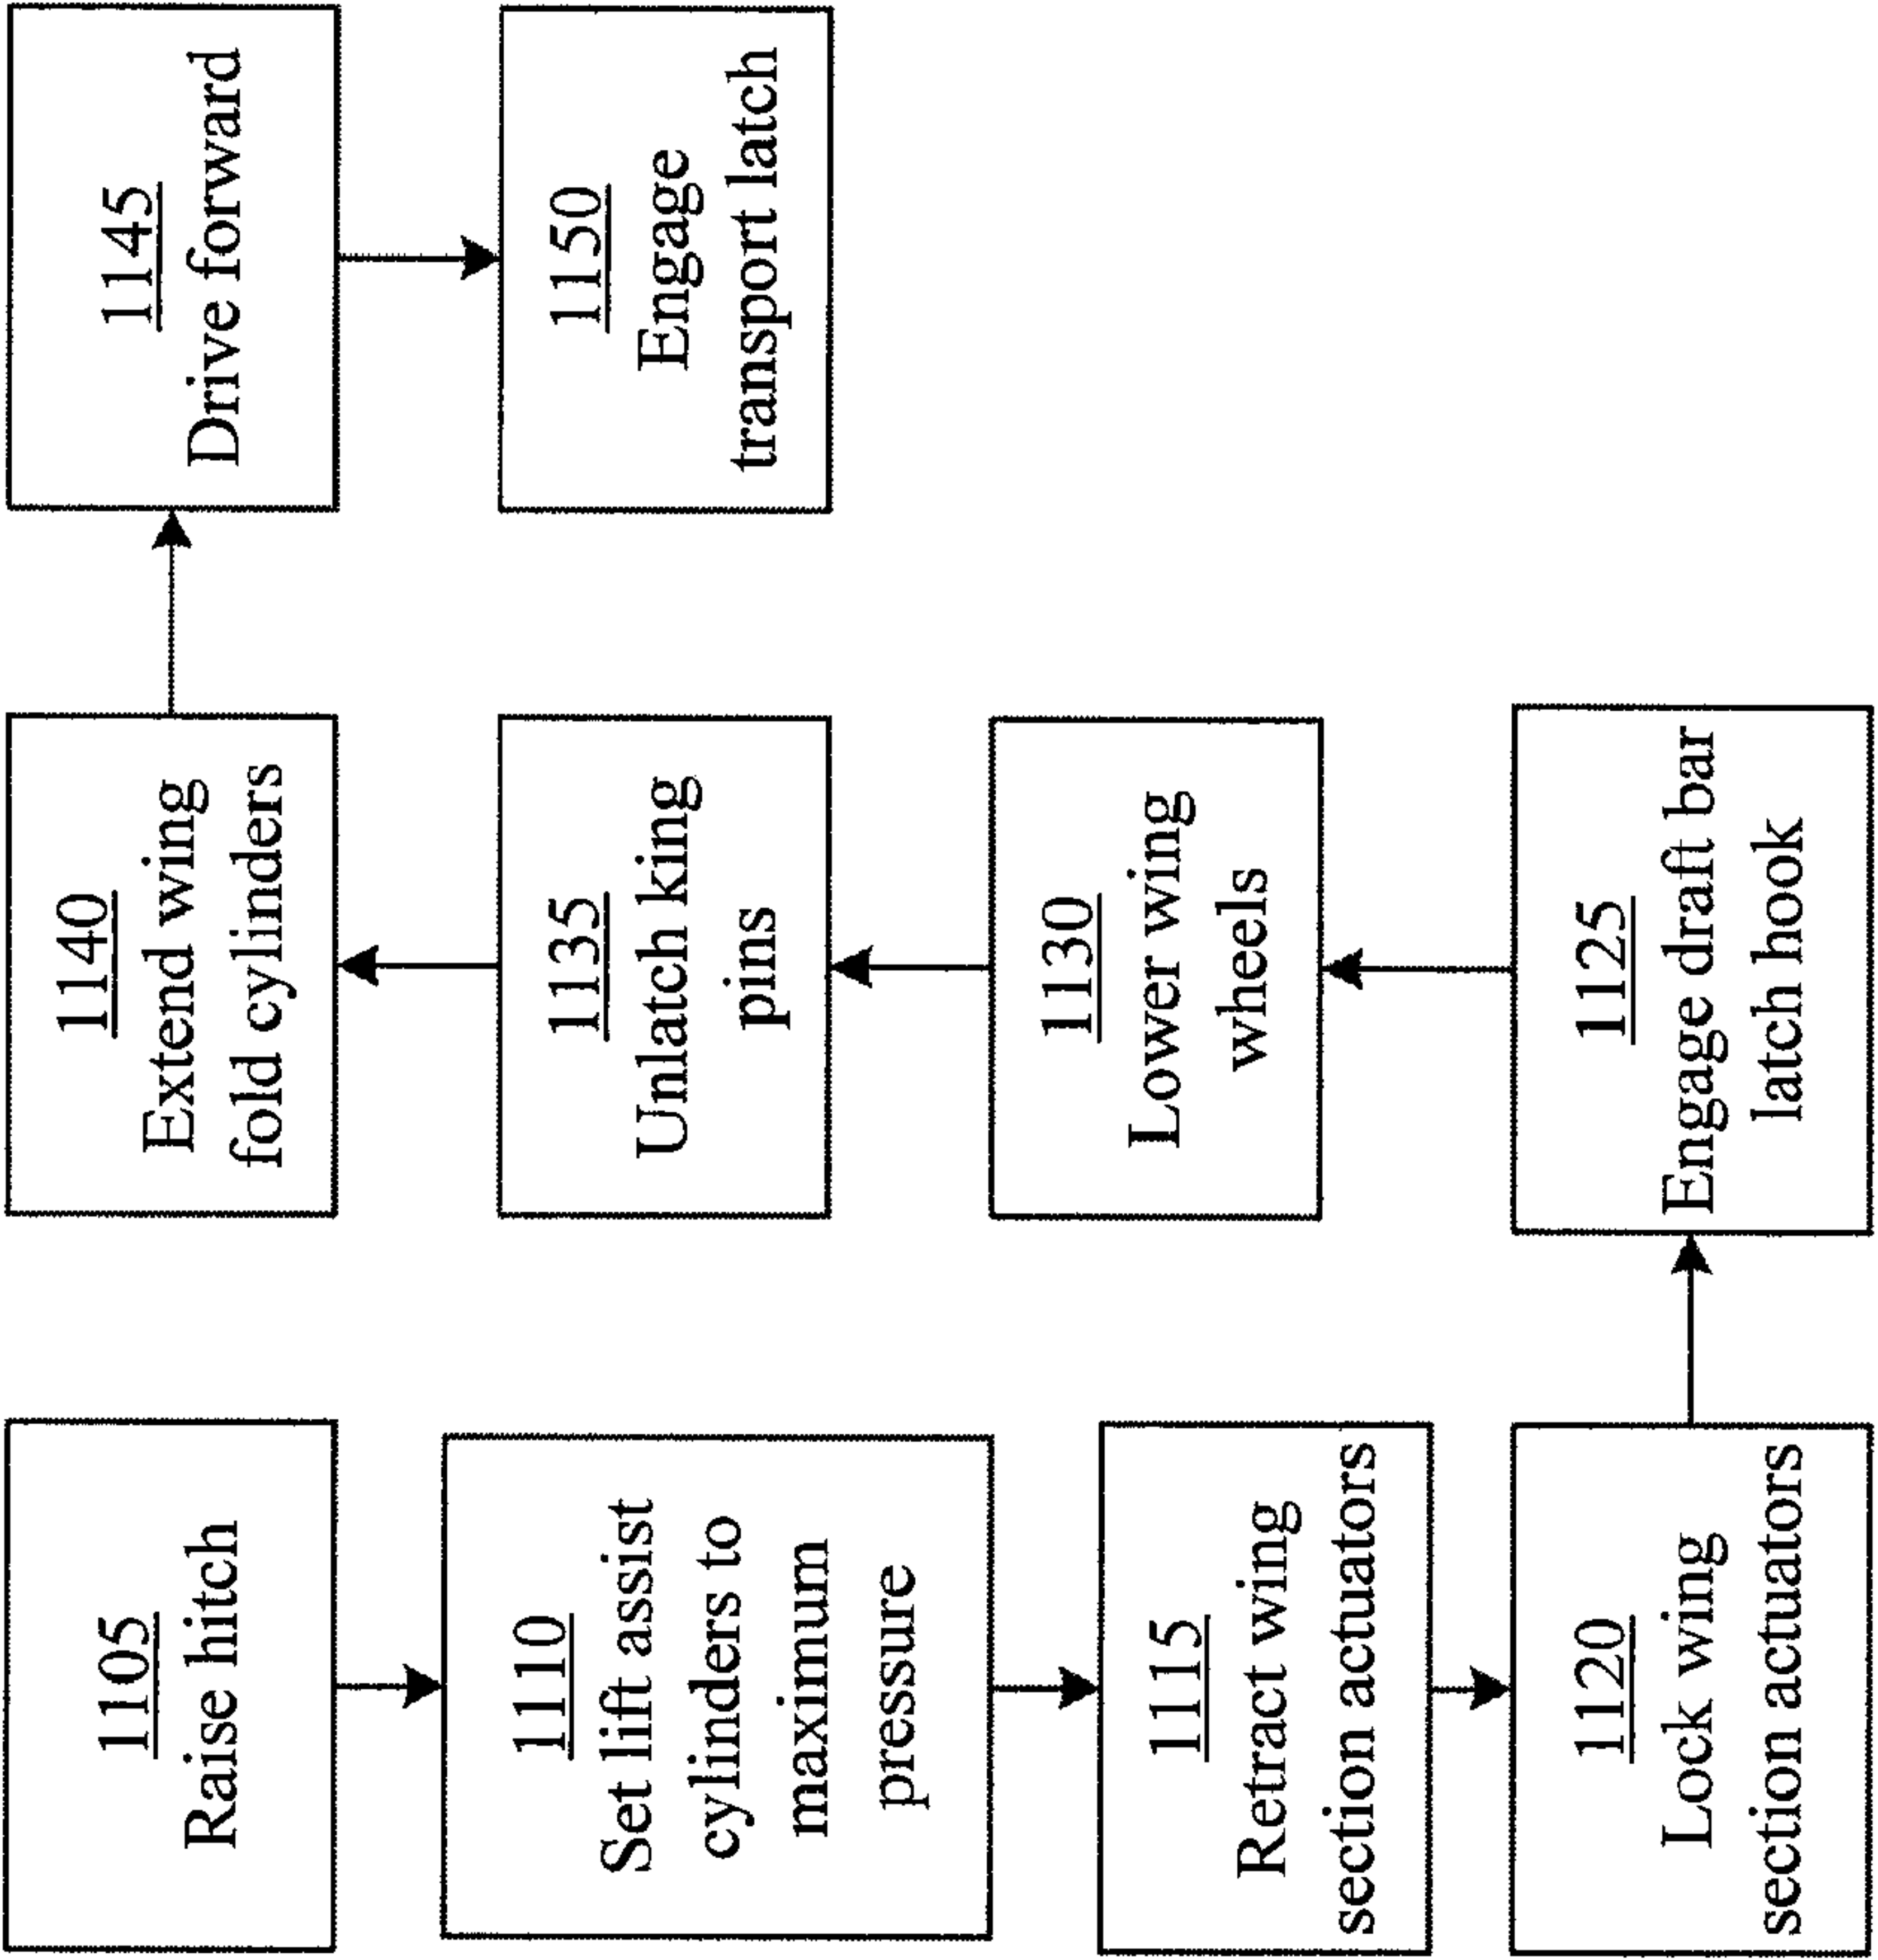 1105
Raise hitch
1110
Set lift assist
cylinders to
maximum
pressure
1115
Retract wing
section actuators
1120
Lock wing
section actuators
1125
Engage draft bar
latch hook
1130
Lower wing
wheels
1135
Unlatch king
pins
1140
Extend wing
fold cylinders
1145
Drive forward
1150
Engage
transport latch